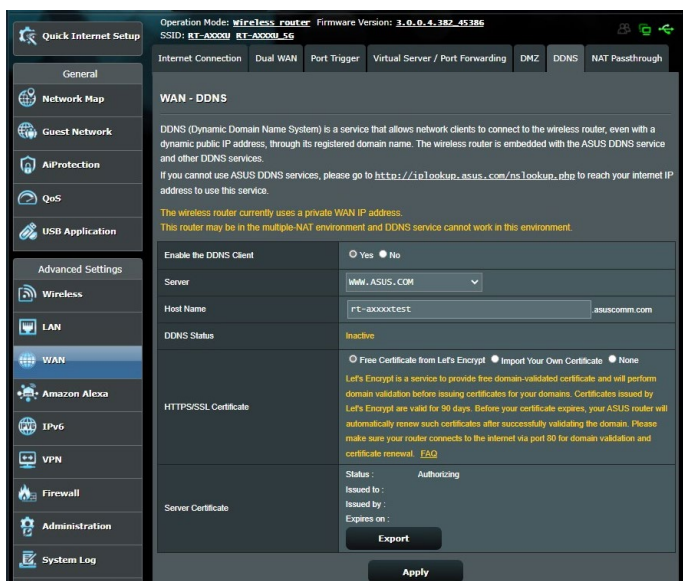 Quick Internet Setup
General
Network Map
Guest Network
AiProtection
QoS
USB Application
Advanced Settings
Wireless
LAN
WAN
Amazon Alexa
IPv6
VPN
Firewall
Administration
System Log
Operation Mode: Wireless router Firmware Version: 3.0.0.4.382_45386
SSID: RT-AXXXU RT-AXXXU_5G
Internet Connection Dual WAN Port Trigger Virtual Server / Port Forwarding DMZ DDNS NAT Passthrough
WAN - DDNS
DDNS (Dynamic Domain Name System) is a service that allows network clients to connect to the wireless router, even with a
dynamic public IP address, through its registered domain name. The wireless router is embedded with the ASUS DDNS service
and other DDNS services.
If you cannot use ASUS DDNS services, please go to http://iplookup.asus.com/nslookup.php to reach your internet IP
address to use this service.
The wireless router currently uses a private WAN IP address.
This router may be in the multiple-NAT environment and DDNS service cannot work in this environment.
Enable the DDNS Client Yes No
Server WWW.ASUS.COM
Host Name rt-axxxxtest .asuscomm.com
DDNS Status Inactive
HTTPS/SSL Certificate
Free Certificate from Let's Encrypt Import Your Own Certificate None
Let's Encrypt is a service to provide free domain-validated certificate and will perform
domain validation before issuing certificates for your domains. Certificates issued by
Let's Encrypt are valid for 90 days. Before your certificate expires, your ASUS router will
automatically renew such certificates after successfully validating the domain. Please
make sure your router connects to the internet via port 80 for domain validation and
certificate renewal. FAQ
Server Certificate
Status : Authorizing
Issued to :
Issued by :
Expires on :
Export
Apply